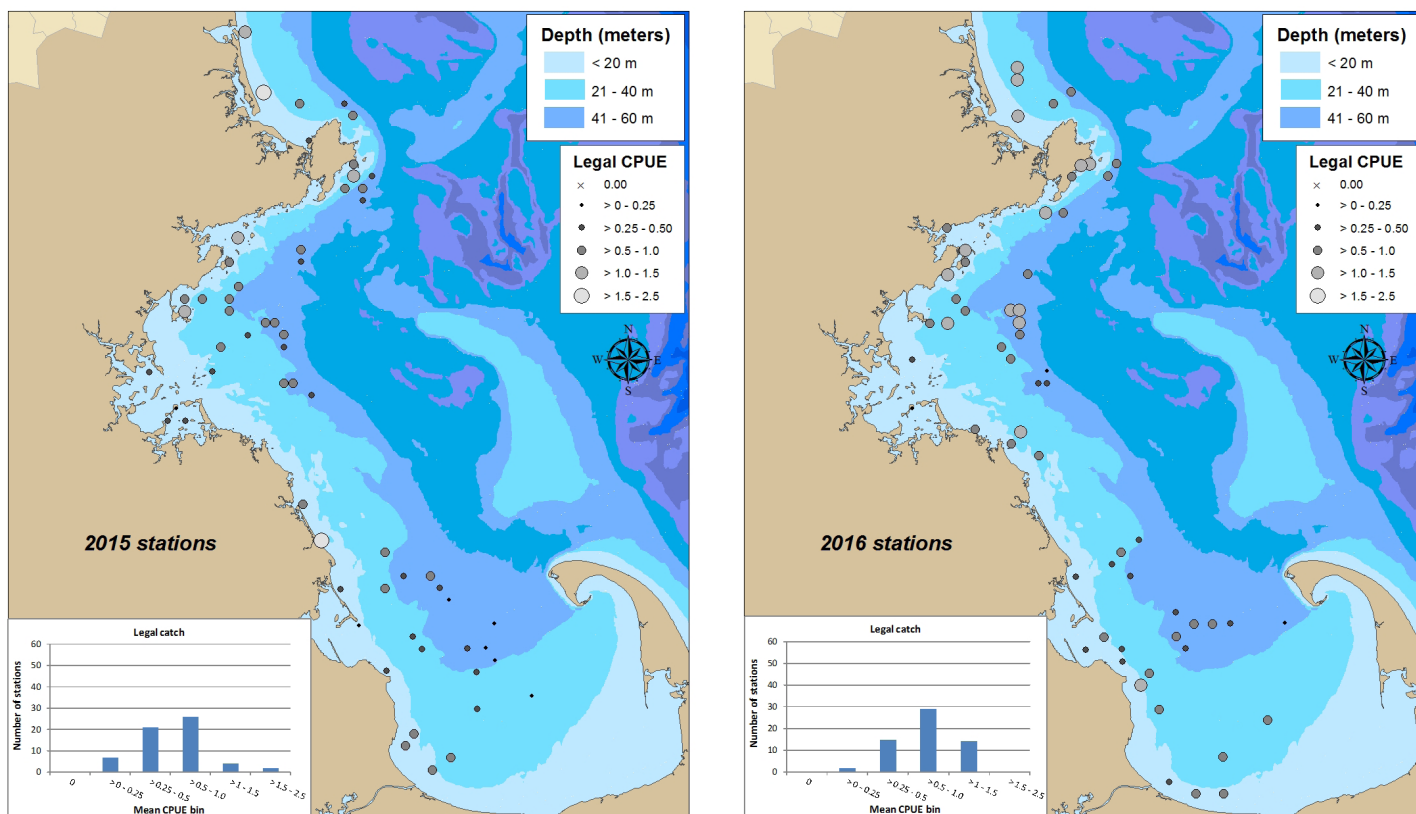 Depth (meters)
< 20 m
21 - 40 m
41 - 60 m
Legal CPUE
0.00
> 0 - 0.25
> 0.25 - 0.50
> 0.5 - 1.0
> 1.0 - 1.5
> 1.5 - 2.5
N
W E
S
2015 stations
Legal catch
Number of stations
60
50
40
30
20
10
0
0
>0 - 0.25
>0.25 - 0.5
>0.5 - 1.0
>1 - 1.5
>1.5 - 2.5
Mean CPUE bin
Depth (meters)
< 20 m
21 - 40 m
41 - 60 m
Legal CPUE
0.00
> 0 - 0.25
> 0.25 - 0.50
> 0.5 - 1.0
> 1.0 - 1.5
> 1.5 - 2.5
N
W E
S
2016 stations
Legal catch
Number of stations
60
50
40
30
20
10
0
0
>0 - 0.25
>0.25 - 0.5
>0.5 - 1.0
>1 - 1.5
>1.5 - 2.5
Mean CPUE bin